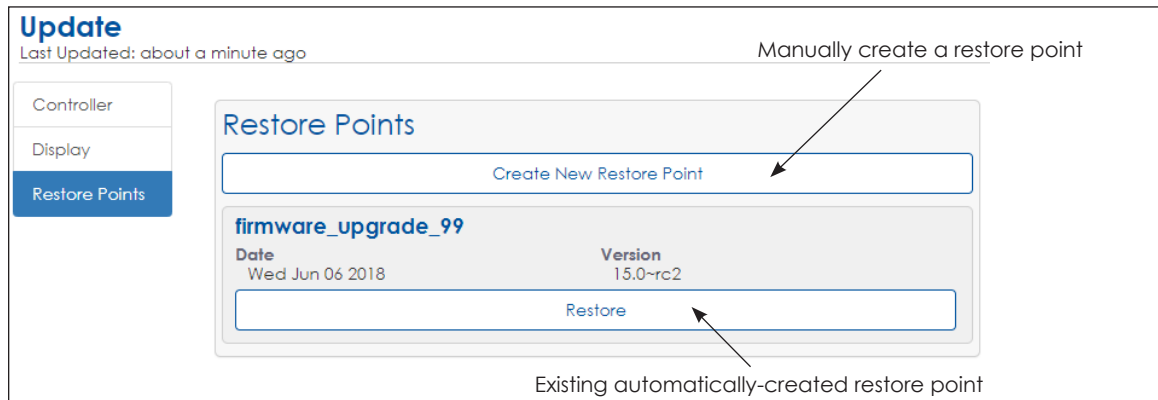 Update
Last Updated: about a minute ago
Manually create a restore point
Controller
Display
Restore Points
Restore Points
Create New Restore Point
firmware_upgrade_99
Date Version
Wed Jun 06 2018 15.0~rc2
Restore
Existing automatically-created restore point